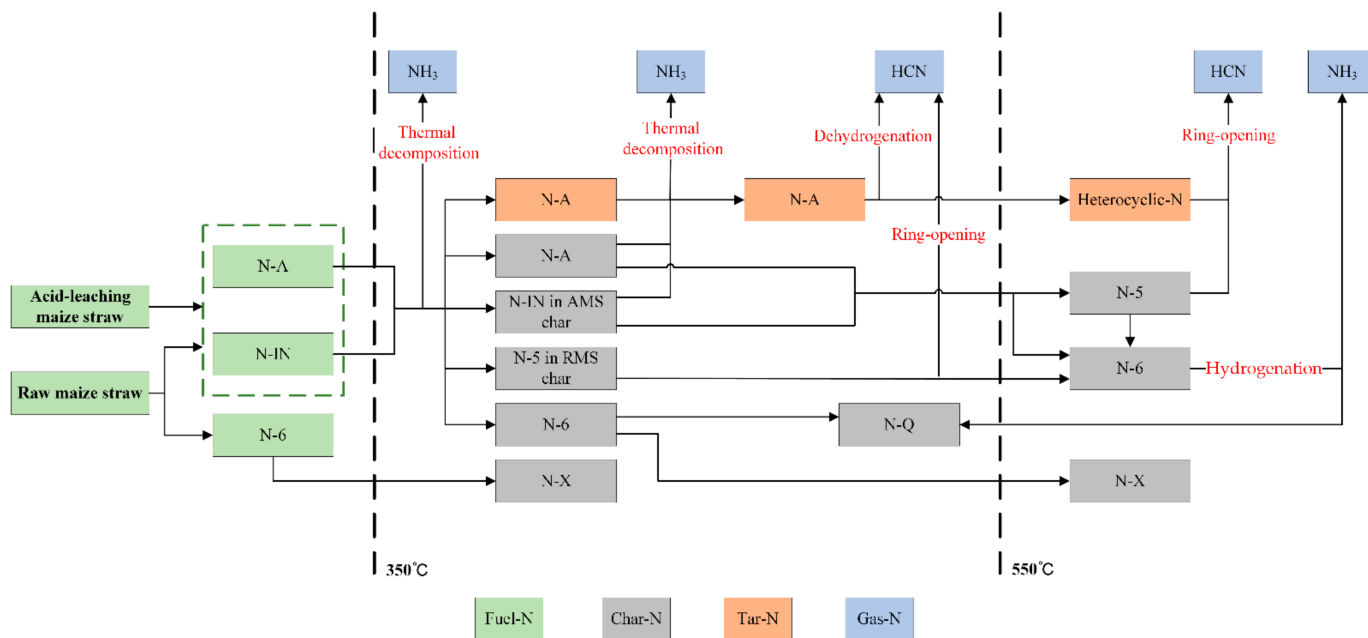 NH₃
NH₃
HCN
HCN
NH₃
Thermal
decomposition
Thermal
decomposition
Dehydrogenation
Ring-opening
N-A
N-A
Heterocyclic-N
Ring-opening
N-A
N-A
N-5
Acid-leaching
maize straw
N-IN in AMS
char
N-IN
N-5 in RMS
char
N-6
Hydrogenation
Raw maize straw
N-6
N-6
N-Q
N-X
N-X
350℃
550℃
Fuel-N
Char-N
Tar-N
Gas-N